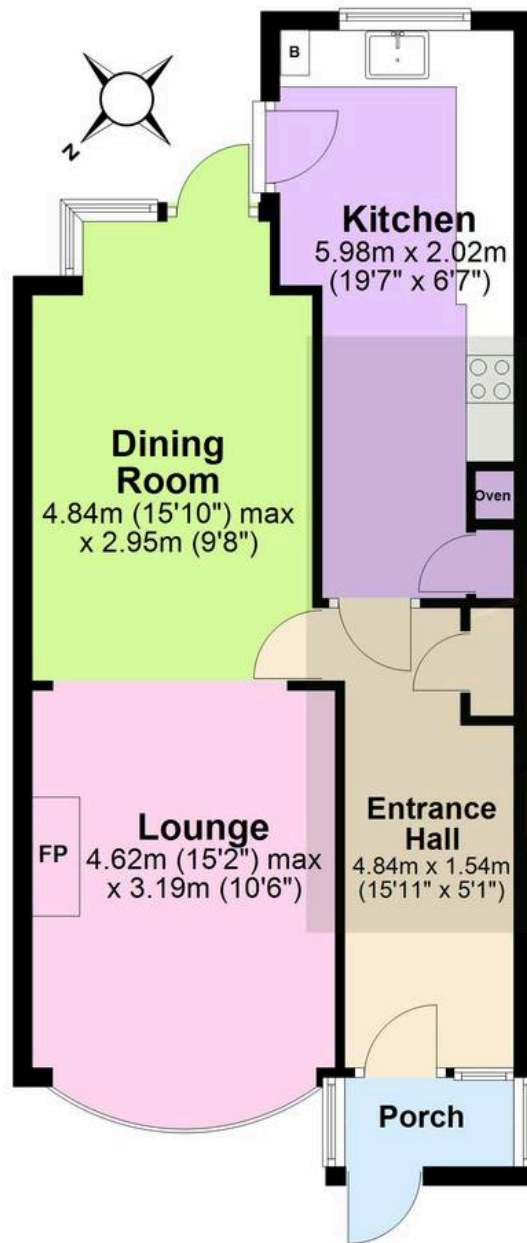 N
B
Kitchen
5.98m x 2.02m
(19'7" x 6'7")
Dining
Room
4.84m (15'10") max
x 2.95m (9'8")
Oven
Lounge
4.62m (15'2") max
x 3.19m (10'6")
FP
Entrance
Hall
4.84m x 1.54m
(15'11" x 5'1")
Porch